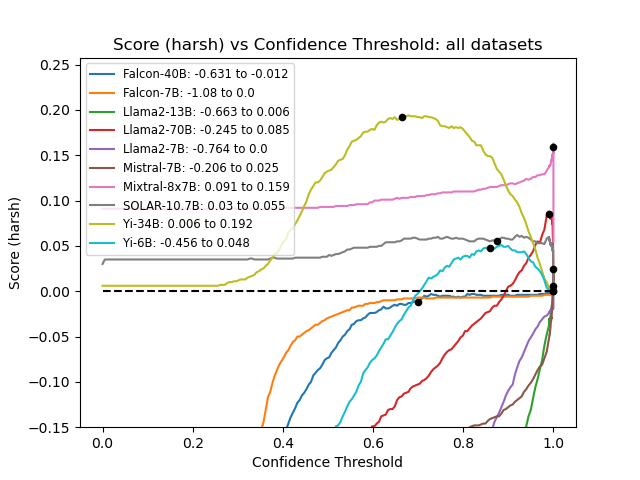 Score (harsh) vs Confidence Threshold: all datasets
Score (harsh)
0.25
0.20
0.15
0.10
0.05
0.00
−0.05
−0.10
−0.15
Falcon-40B: -0.631 to -0.012
Falcon-7B: -1.08 to 0.0
Llama2-13B: -0.663 to 0.006
Llama2-70B: -0.245 to 0.085
Llama2-7B: -0.764 to 0.0
Mistral-7B: -0.206 to 0.025
Mixtral-8x7B: 0.091 to 0.159
SOLAR-10.7B: 0.03 to 0.055
Yi-34B: 0.006 to 0.192
Yi-6B: -0.456 to 0.048
0.0 0.2 0.4 0.6 0.8 1.0
Confidence Threshold